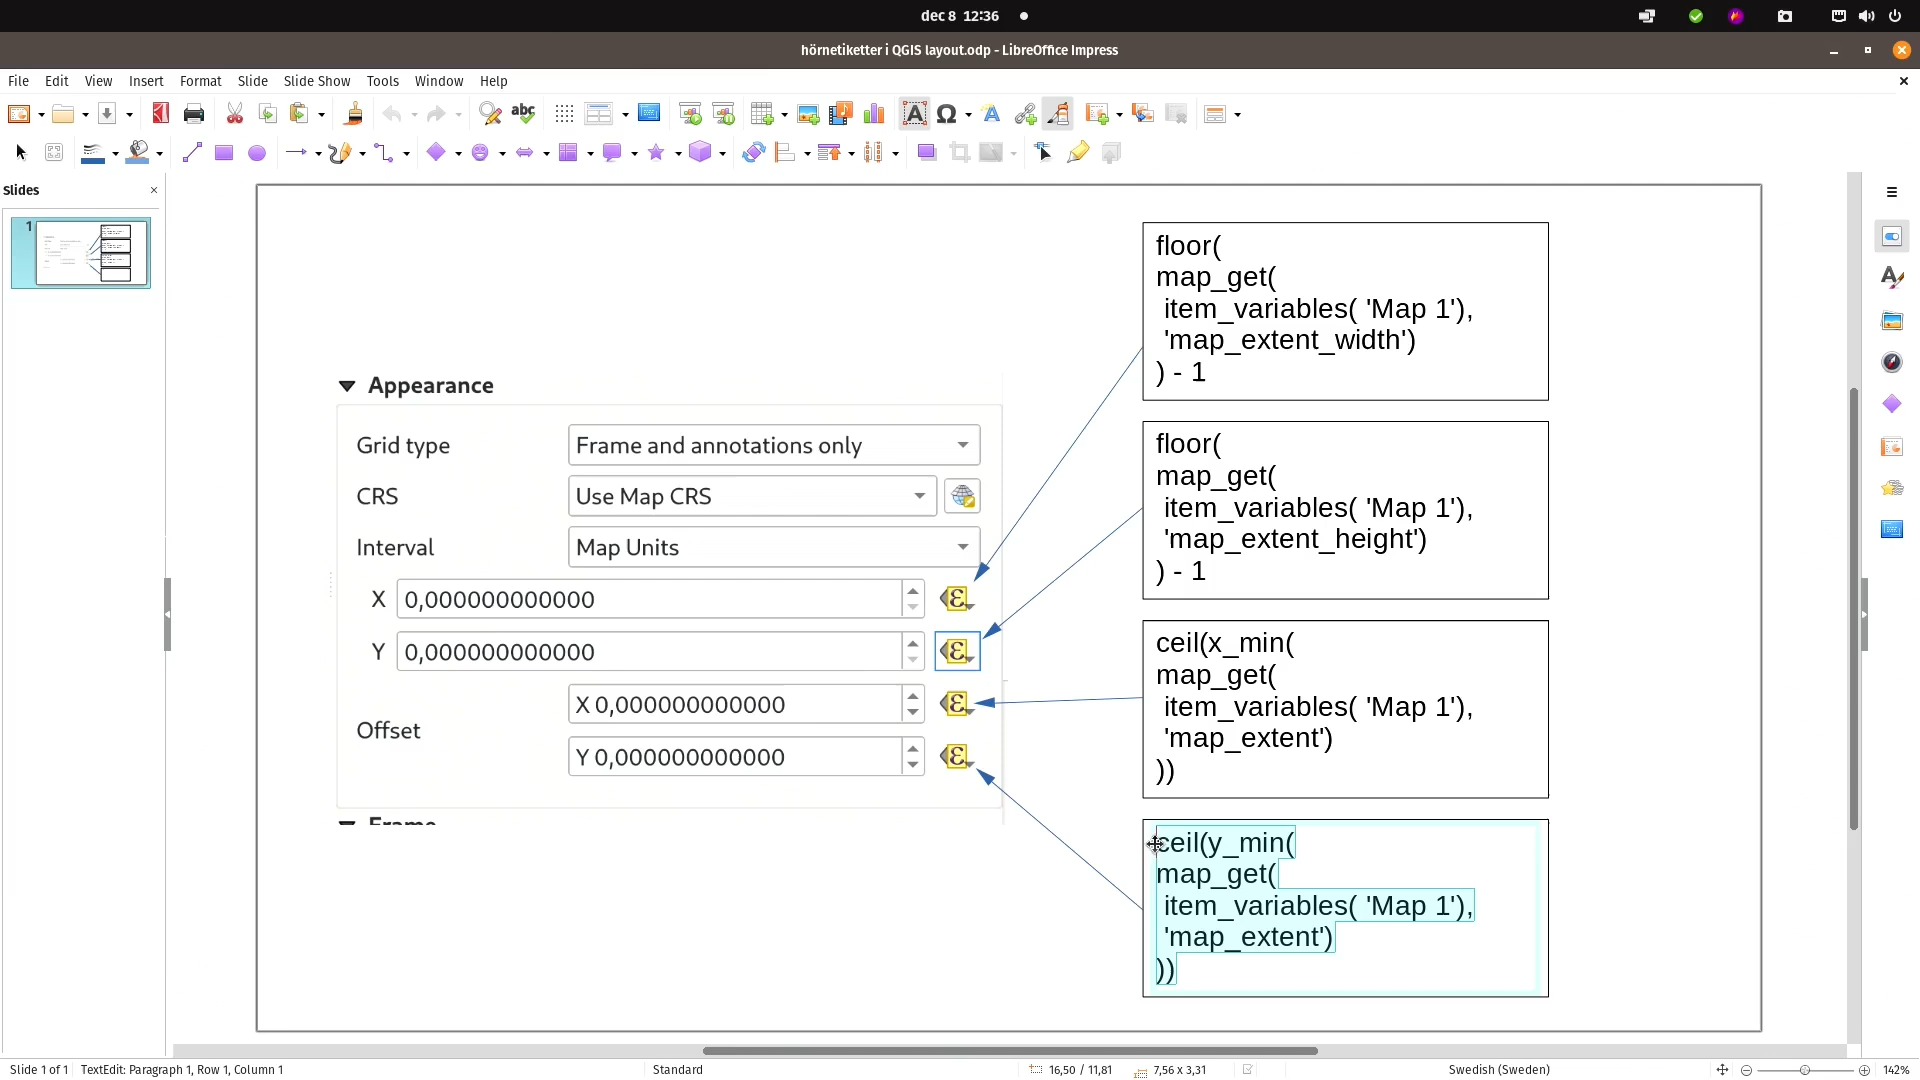 dec 8 12:36
hörnetiketter i QGIS layout.odp - LibreOffice Impress
File Edit View Insert Format Slide Slide Show Tools Window Help
abc
Slides
1
Appearance
Grid type Frame and annotations only
CRS Use Map CRS
Interval Map Units
X 0,000000000000
Y 0,000000000000
Offset
X 0,000000000000
Y 0,000000000000
Frame
floor(
map_get(
item_variables( 'Map 1'),
'map_extent_width')
) - 1
floor(
map_get(
item_variables( 'Map 1'),
'map_extent_height')
) - 1
ceil(x_min(
map_get(
item_variables( 'Map 1'),
'map_extent')
))
ceil(y_min(
map_get(
item_variables( 'Map 1'),
'map_extent')
))
Slide 1 of 1 TextEdit: Paragraph 1, Row 1, Column 1 Standard 16,50 / 11,81 7,56 x 3,31 Swedish (Sweden) 142%